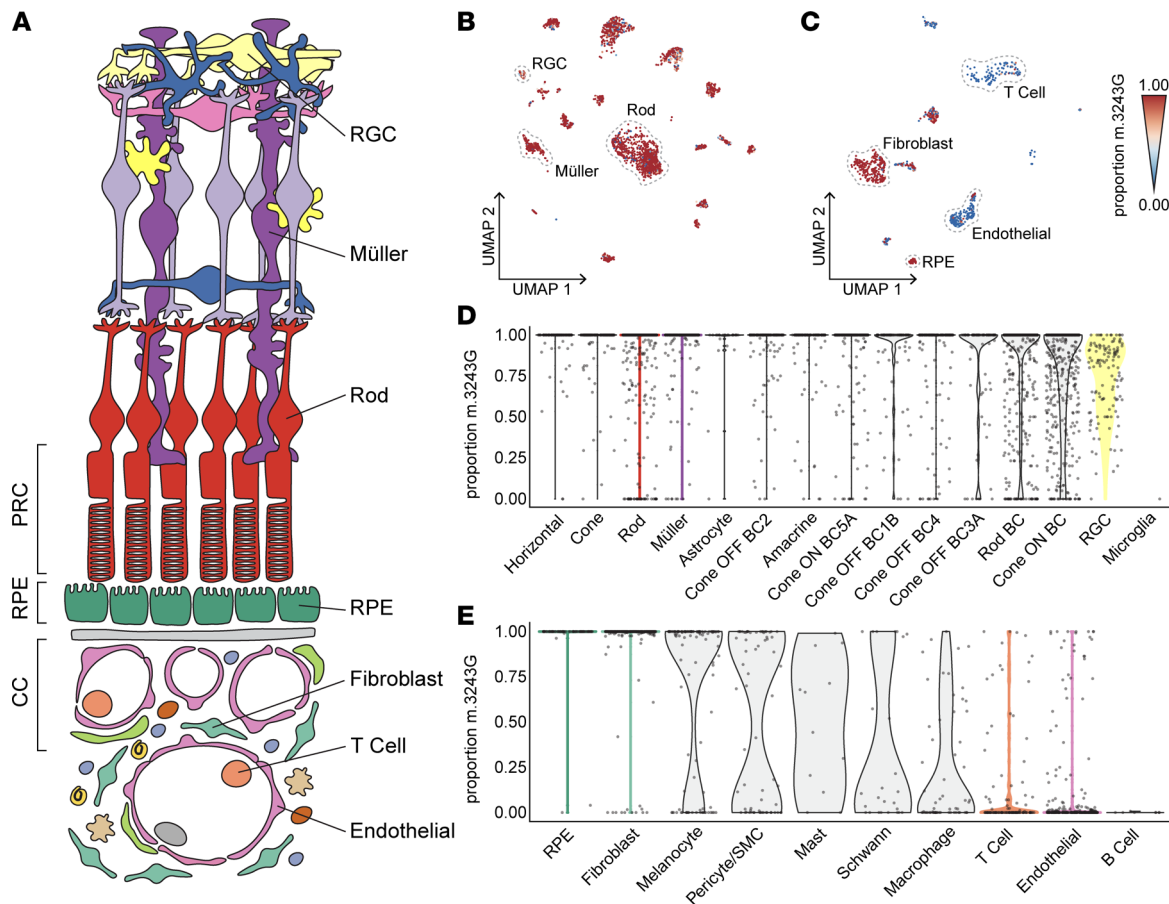 A
RGC
Müller
Rod
PRC
RPE
RPE
CC
Fibroblast
T Cell
Endothelial
B
RGC
Rod
Müller
UMAP 2
UMAP 1
C
T Cell
Fibroblast
Endothelial
RPE
UMAP 2
UMAP 1
proportion m.3243G
1.00
0.00
D
proportion m.3243G
1.00
0.75
0.50
0.25
0.00
Horizontal
Cone
Rod
Müller
Astrocyte
Cone OFF BC2
Amacrine
Cone ON BC5A
Cone OFF BC1B
Cone OFF BC4
Cone OFF BC3A
Rod BC
Cone ON BC
RGC
Microglia
E
proportion m.3243G
1.00
0.75
0.50
0.25
0.00
RPE
Fibroblast
Melanocyte
Pericyte/SMC
Mast
Schwann
Macrophage
T Cell
Endothelial
B Cell